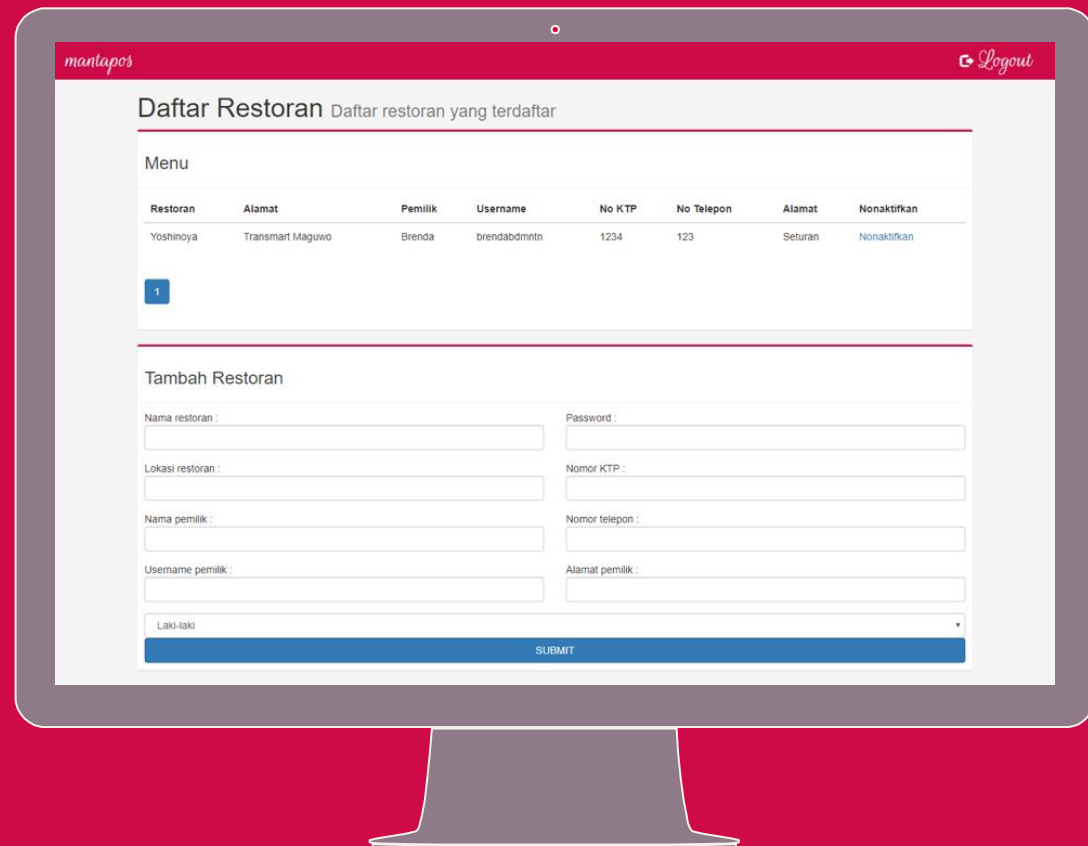 mantapos
Logout
Daftar Restoran Daftar restoran yang terdaftar
Menu
Restoran Alamat Pemilik Username No KTP No Telepon Alamat Nonaktifkan
Yoshinoya Transmart Maguwo Brenda brendabdmntn 1234 123 Seturan Nonaktifkan
1
Tambah Restoran
Nama restoran :
Password :
Lokasi restoran :
Nomor KTP :
Nama pemilik :
Nomor telepon :
Username pemilik :
Alamat pemilik :
Laki-laki
SUBMIT